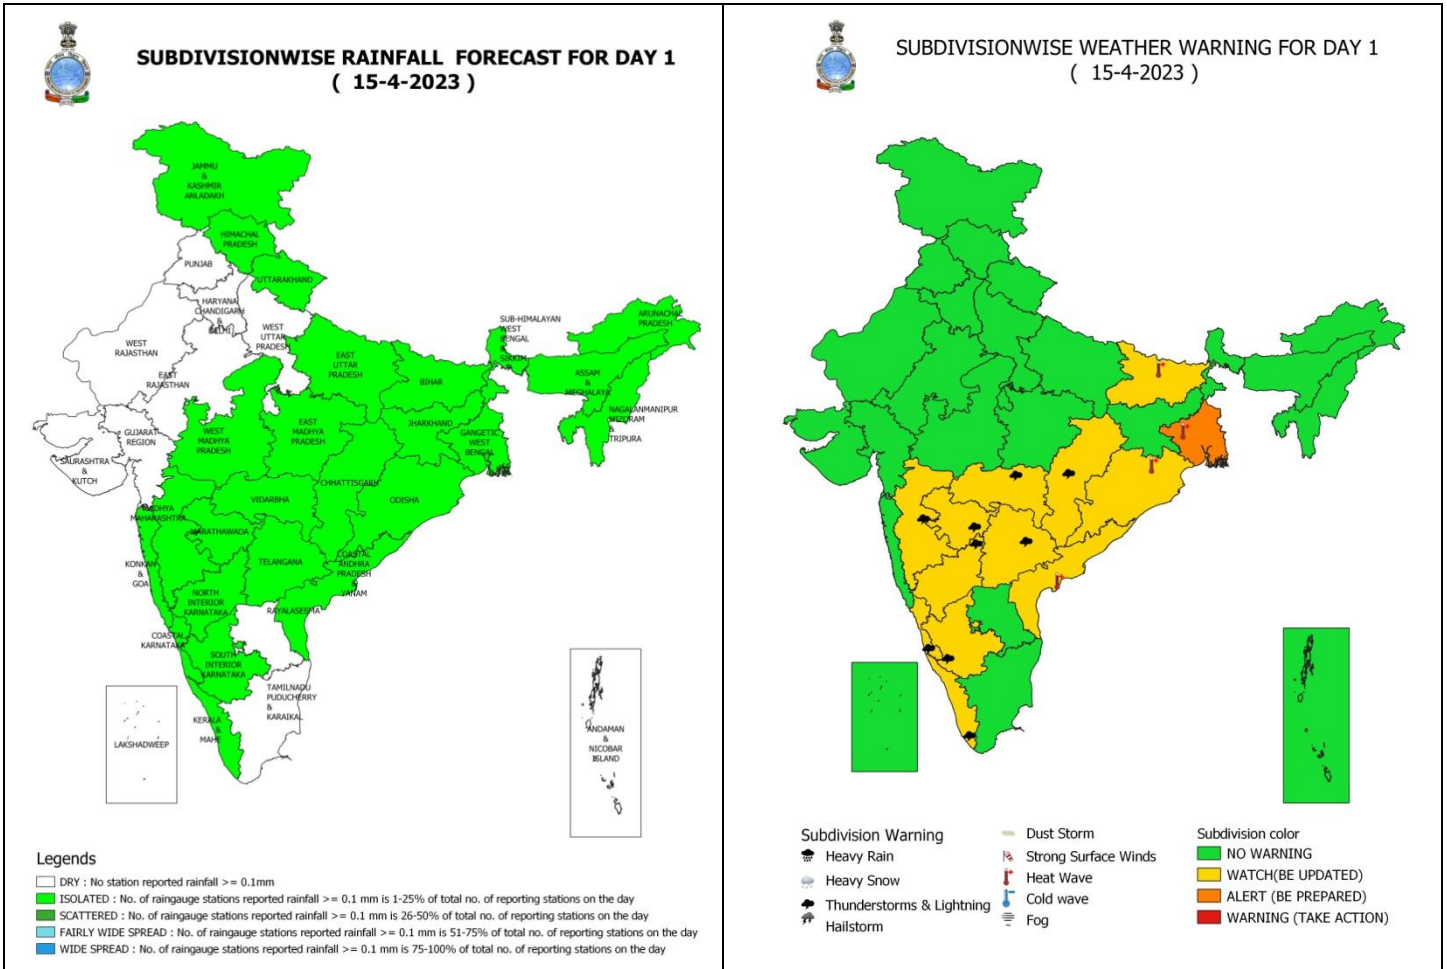 SUBDIVISIONWISE RAINFALL FORECAST FOR DAY 1
( 15-4-2023 )
JAMMU
&
KASHMIR
ANLADAKH
HIMACHAL
PRADESH
PUNJAB
UTTARAKHAND
HARYANA
CHANDIGARH
&
DELHI
WEST
UTTAR
PRADESH
WEST
RAJASTHAN
EAST
RAJASTHAN
EAST
UTTAR
PRADESH
BIHAR
SUB-HIMALAYAN
WEST
BENGAL
&
SIKKIM
ARUNACHAL
PRADESH
ASSAM
&
MEGHALAYA
NAGALANMANIPUR
MIZORAM
&
TRIPURA
GUJARAT
REGION
SAURASHTRA
&
KUTCH
WEST
MADHYA
PRADESH
EAST
MADHYA
PRADESH
JHARKHAND
GANGETIC
WEST
BENGAL
CHHATTISGARH
ODISHA
VIDARBHA
MADHYA
MAHARASHTRA
MARATHAWADA
KONKAN
&
GOA
TELANGANA
COASTAL
ANDHRA
PRADESH
&
YANAM
NORTH
INTERIOR
KARNATAKA
RAYALASEEMA
COASTAL
KARNATAKA
SOUTH
INTERIOR
KARNATAKA
TAMILNADU
PUDUCHERRY
&
KARAIKAL
KERALA
&
MAHE
LAKSHADWEEP
ANDAMAN
&
NICOBAR
ISLAND
Legends
DRY : No station reported rainfall >= 0.1mm
ISOLATED : No. of raingauge stations reported rainfall >= 0.1 mm is 1-25% of total no. of reporting stations on the day
SCATTERED : No. of raingauge stations reported rainfall >= 0.1 mm is 26-50% of total no. of reporting stations on the day
FAIRLY WIDE SPREAD : No. of raingauge stations reported rainfall >= 0.1 mm is 51-75% of total no. of reporting stations on the day
WIDE SPREAD : No. of raingauge stations reported rainfall >= 0.1 mm is 75-100% of total no. of reporting stations on the day
SUBDIVISIONWISE WEATHER WARNING FOR DAY 1
( 15-4-2023 )
Subdivision Warning
Heavy Rain
Heavy Snow
Thunderstorms & Lightning
Hailstorm
Dust Storm
Strong Surface Winds
Heat Wave
Cold wave
Fog
Subdivision color
NO WARNING
WATCH(BE UPDATED)
ALERT (BE PREPARED)
WARNING (TAKE ACTION)